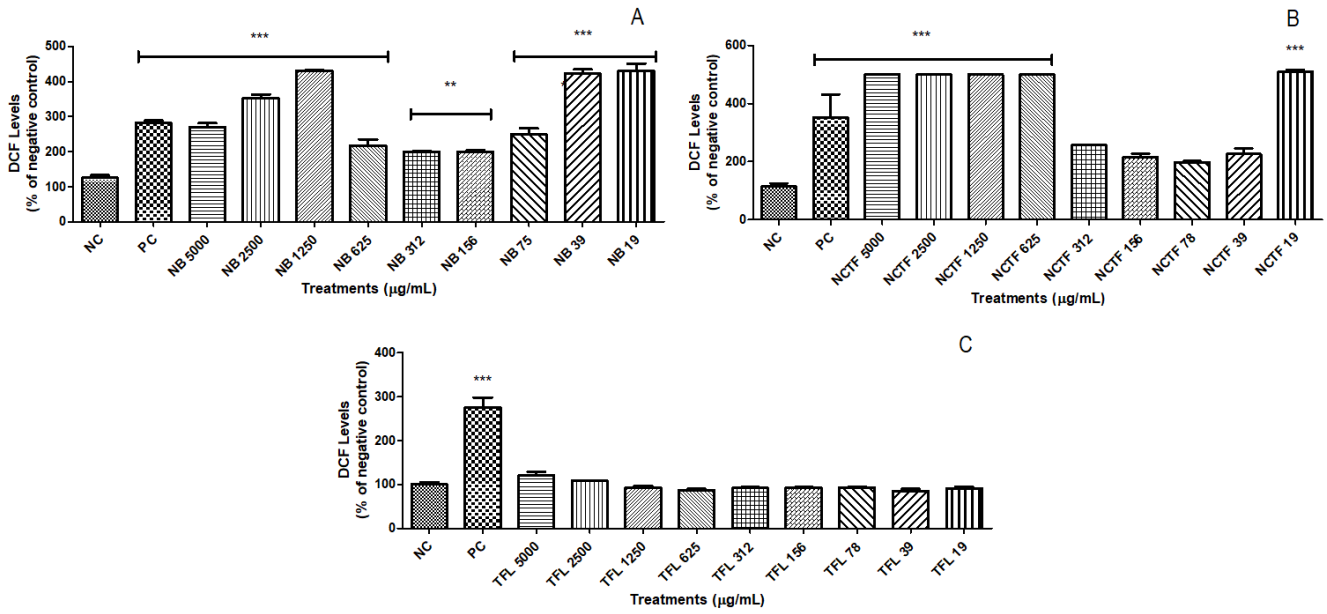 A
***
***
**
500
400
300
200
100
0
DCF Levels
(% of negative control)
NC
PC
NB 5000
NB 2500
NB 1250
NB 625
NB 312
NB 156
NB 75
NB 39
NB 19
Treatments (µg/mL)
B
***
***
600
400
200
0
DCF Levels
(% of negative control)
NC
PC
NCTF 5000
NCTF 2500
NCTF 1250
NCTF 625
NCTF 312
NCTF 156
NCTF 78
NCTF 39
NCTF 19
Treatments (µg/mL)
C
***
400
300
200
100
0
DCF Levels
(% of negative control)
NC
PC
TFL 5000
TFL 2500
TFL 1250
TFL 625
TFL 312
TFL 156
TFL 78
TFL 39
TFL 19
Treatments (µg/mL)